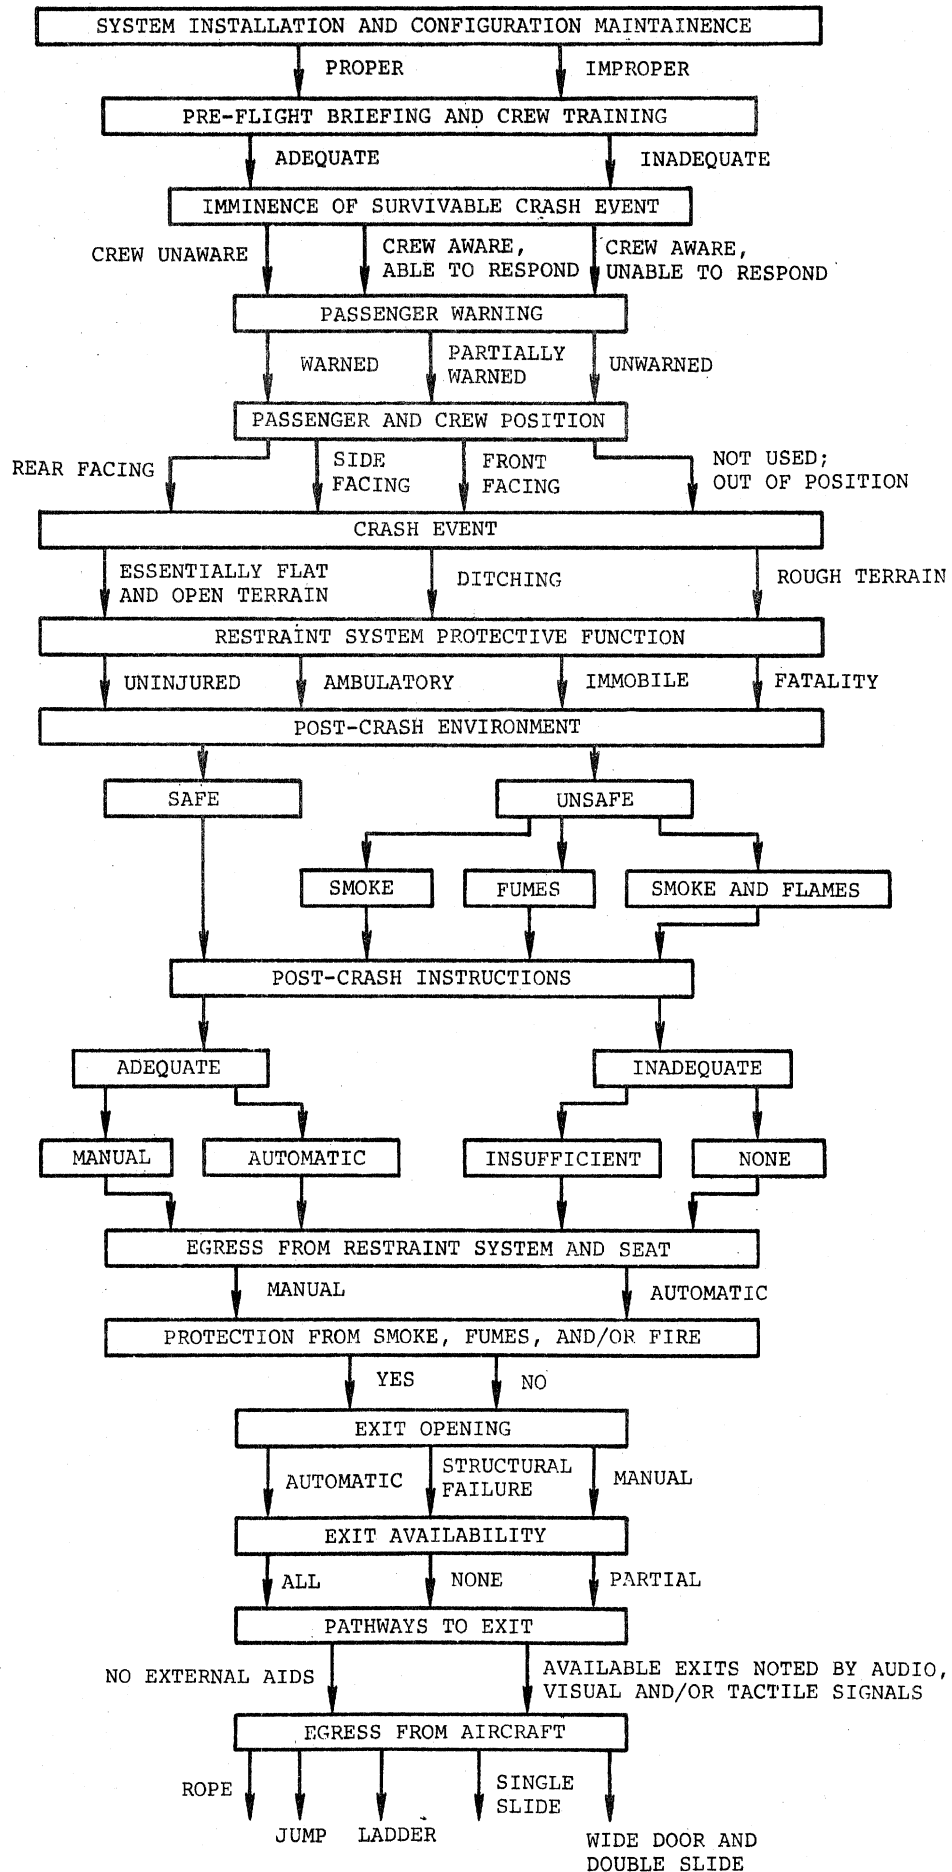 SYSTEM INSTALLATION AND CONFIGURATION MAINTAINENCE
PROPER
IMPROPER
PRE-FLIGHT BRIEFING AND CREW TRAINING
ADEQUATE
INADEQUATE
IMMINENCE OF SURVIVABLE CRASH EVENT
CREW UNAWARE
CREW AWARE,
ABLE TO RESPOND
CREW AWARE,
UNABLE TO RESPOND
PASSENGER WARNING
WARNED
PARTIALLY
WARNED
UNWARNED
PASSENGER AND CREW POSITION
REAR FACING
SIDE
FACING
FRONT
FACING
NOT USED;
OUT OF POSITION
CRASH EVENT
ESSENTIALLY FLAT
AND OPEN TERRAIN
DITCHING
ROUGH TERRAIN
RESTRAINT SYSTEM PROTECTIVE FUNCTION
UNINJURED
AMBULATORY
IMMOBILE
FATALITY
POST-CRASH ENVIRONMENT
SAFE
UNSAFE
SMOKE
FUMES
SMOKE AND FLAMES
POST-CRASH INSTRUCTIONS
ADEQUATE
INADEQUATE
MANUAL
AUTOMATIC
INSUFFICIENT
NONE
EGRESS FROM RESTRAINT SYSTEM AND SEAT
MANUAL
AUTOMATIC
PROTECTION FROM SMOKE, FUMES, AND/OR FIRE
YES
NO
EXIT OPENING
AUTOMATIC
STRUCTURAL
FAILURE
MANUAL
EXIT AVAILABILITY
ALL
NONE
PARTIAL
PATHWAYS TO EXIT
NO EXTERNAL AIDS
AVAILABLE EXITS NOTED BY AUDIO,
VISUAL AND/OR TACTILE SIGNALS
EGRESS FROM AIRCRAFT
ROPE
JUMP
LADDER
SINGLE
SLIDE
WIDE DOOR AND
DOUBLE SLIDE